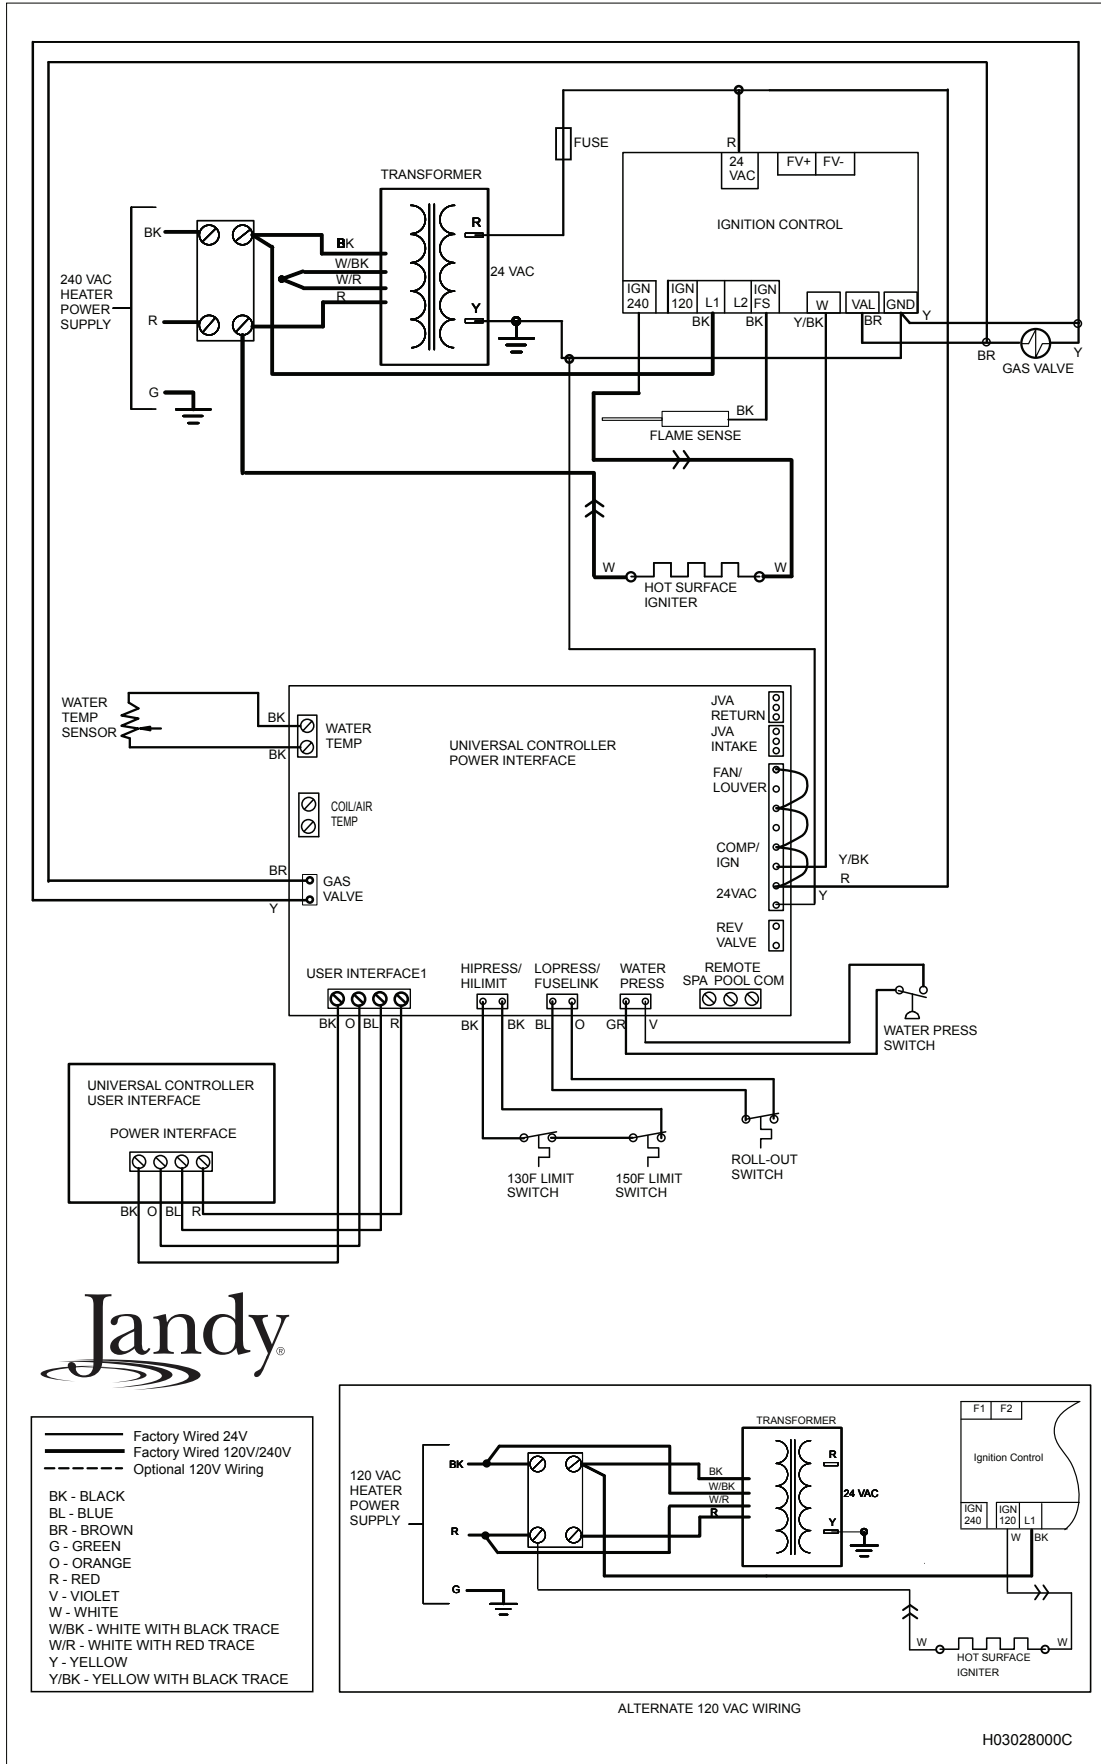 FUSE
R
24
VAC
FV+ FV-
TRANSFORMER
IGNITION CONTROL
BK
BK
R
W/BK
24 VAC
240 VAC
HEATER
POWER
SUPPLY
W/R
R
IGN
240
IGN
120
L1
L2
IGN
FS
W
VAL
GND
R
Y
BK
BK
Y/BK
BR
Y
BR
Y
GAS VALVE
G
BK
FLAME SENSE
W
W
HOT SURFACE
IGNITER
WATER
TEMP
SENSOR
BK
BK
WATER
TEMP
UNIVERSAL CONTROLLER
POWER INTERFACE
JVA
RETURN
JVA
INTAKE
FAN/
LOUVER
COIL/AIR
TEMP
COMP/
IGN
Y/BK
BR
GAS
VALVE
R
24VAC
Y
Y
REV
VALVE
USER INTERFACE1
HIPRESS/
HILIMIT
LOPRESS/
FUSELINK
WATER
PRESS
REMOTE
SPA POOL COM
BK O BL R
BK BK BL O GR V
WATER PRESS
SWITCH
UNIVERSAL CONTROLLER
USER INTERFACE
POWER INTERFACE
BK O BL R
130F LIMIT
SWITCH
150F LIMIT
SWITCH
ROLL-OUT
SWITCH
Jandy®
Factory Wired 24V
Factory Wired 120V/240V
Optional 120V Wiring
BK - BLACK
BL - BLUE
BR - BROWN
G - GREEN
O - ORANGE
R - RED
V - VIOLET
W - WHITE
W/BK - WHITE WITH BLACK TRACE
W/R - WHITE WITH RED TRACE
Y - YELLOW
Y/BK - YELLOW WITH BLACK TRACE
TRANSFORMER
F1 F2
Ignition Control
120 VAC
HEATER
POWER
SUPPLY
BK
BK
W/BK
W/R
R
R
24 VAC
Y
R
G
IGN
240
IGN
120
L1
W BK
W
W
HOT SURFACE
IGNITER
ALTERNATE 120 VAC WIRING
H03028000C